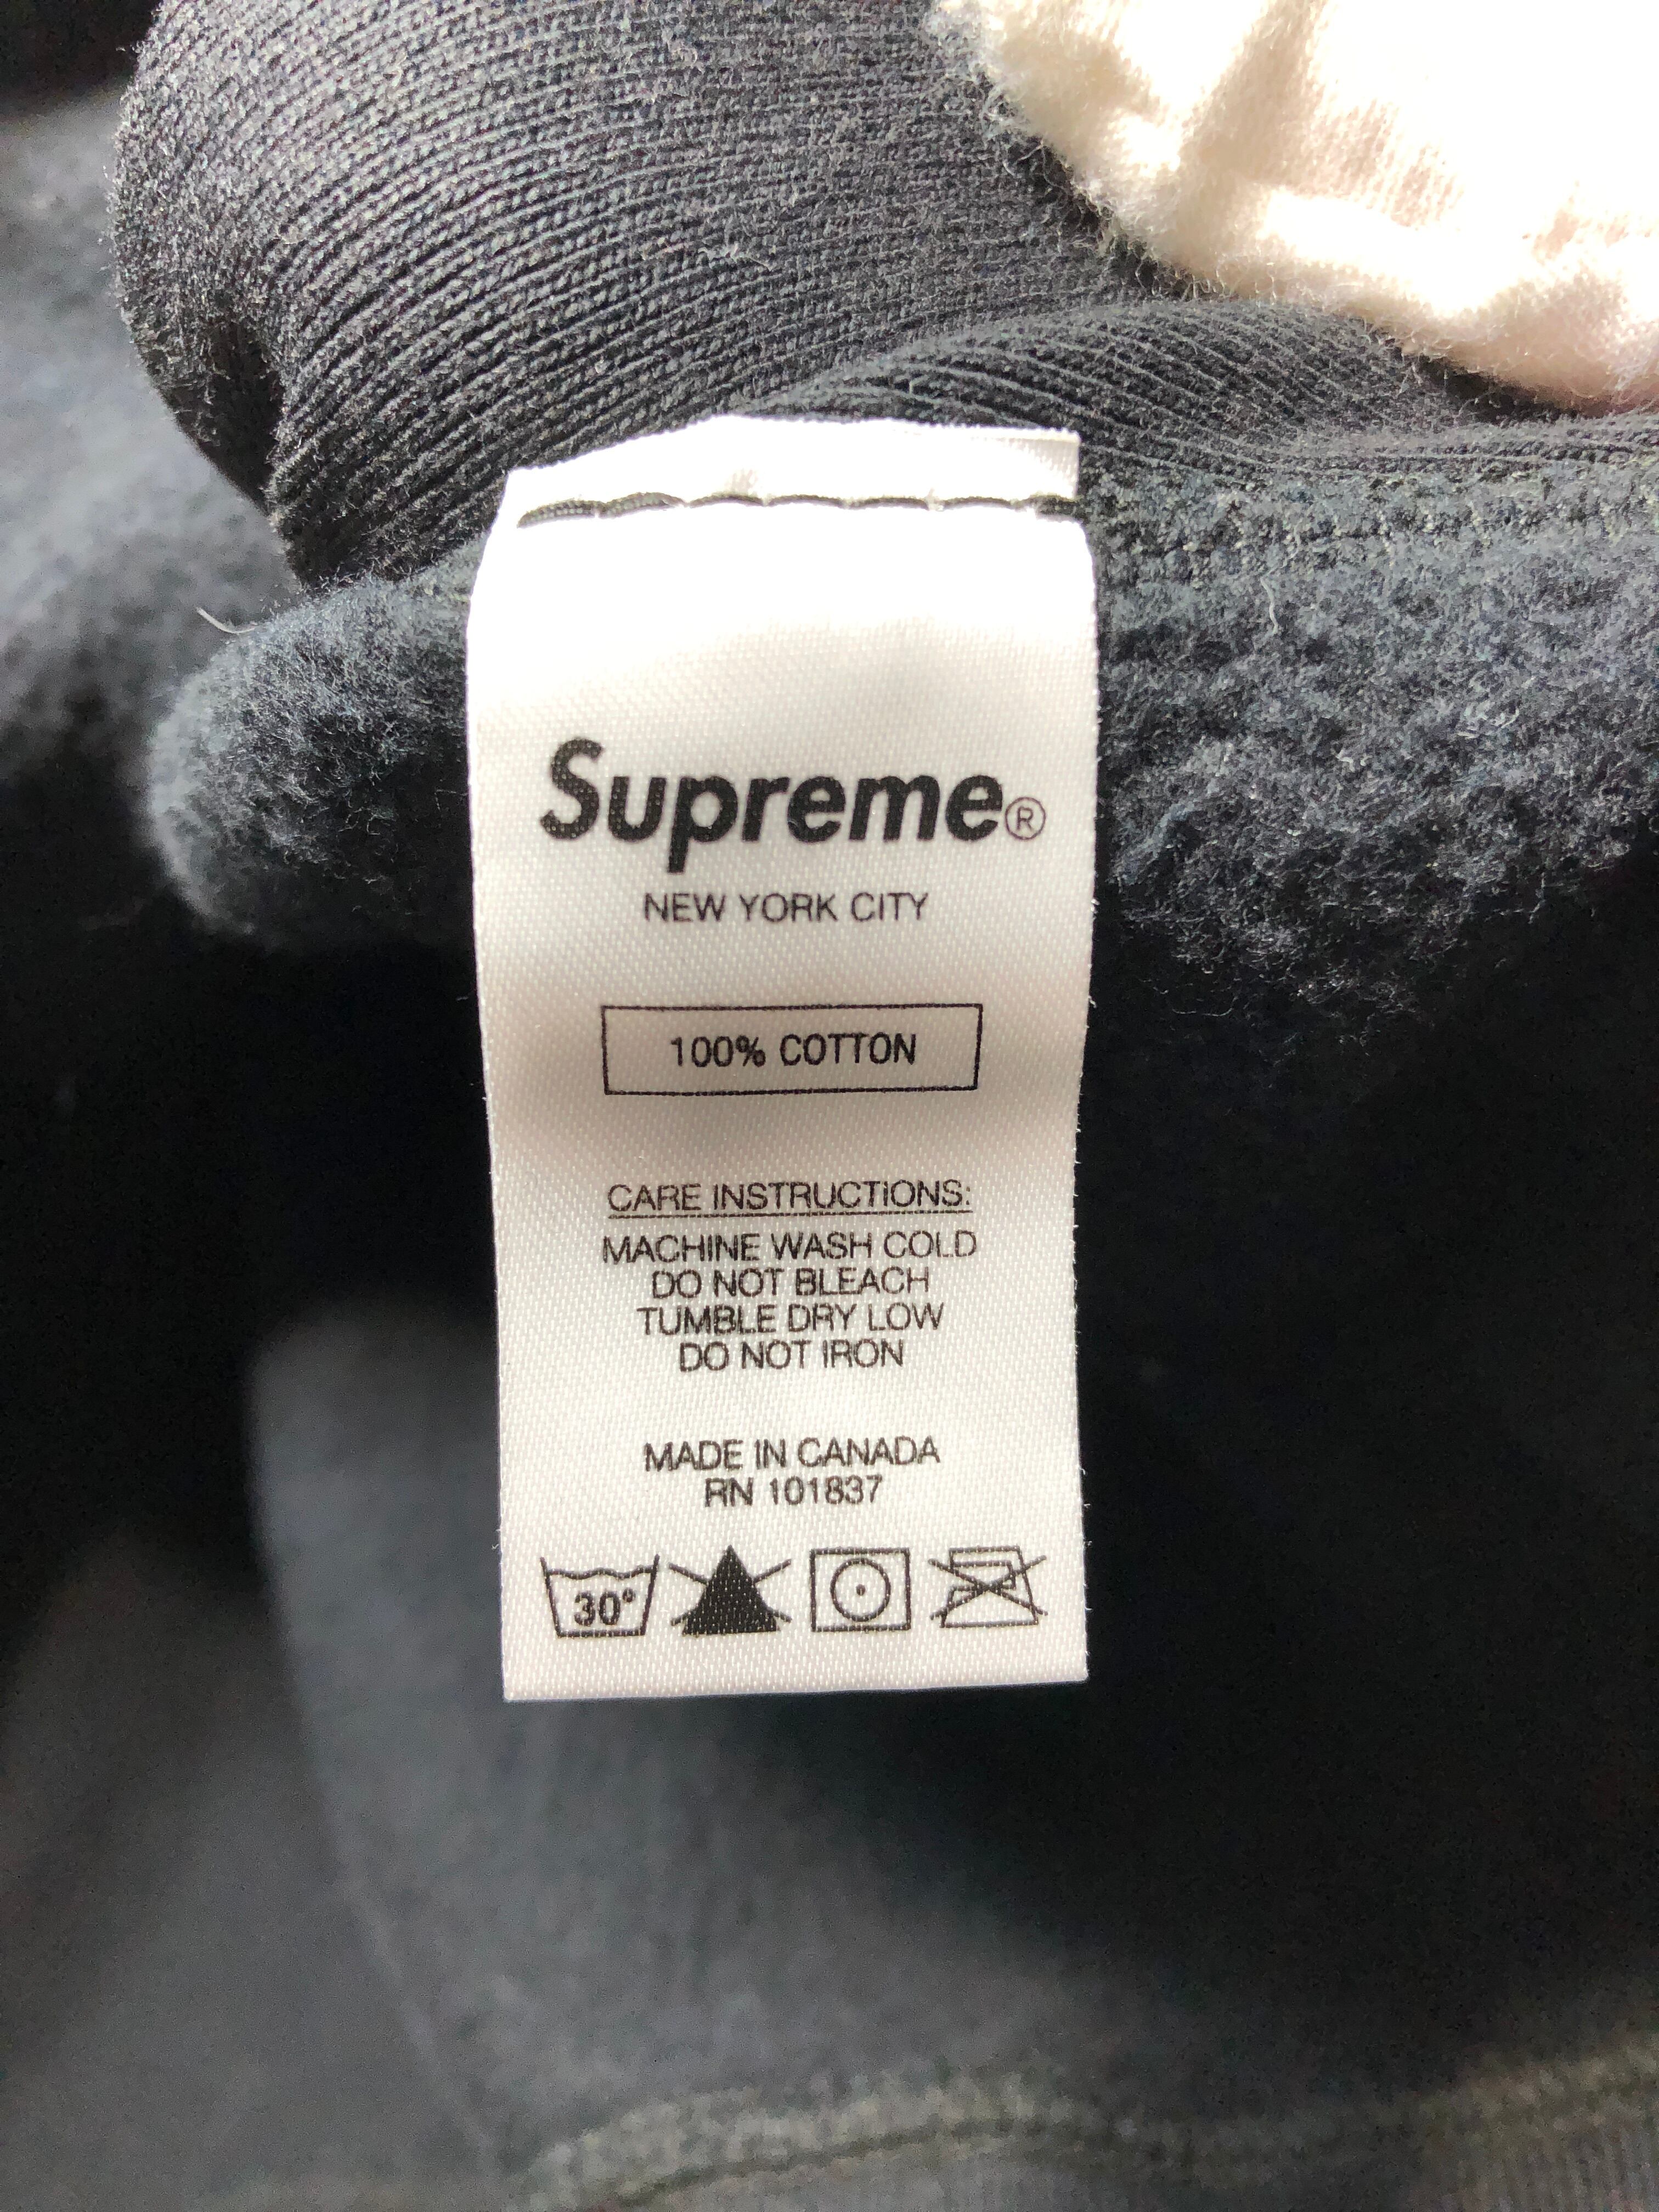 Supreme®
NEW YORK CITY
100% COTTON
CARE INSTRUCTIONS:
MACHINE WASH COLD
DO NOT BLEACH
TUMBLE DRY LOW
DO NOT IRON
MADE IN CANADA
RN 101837
30°